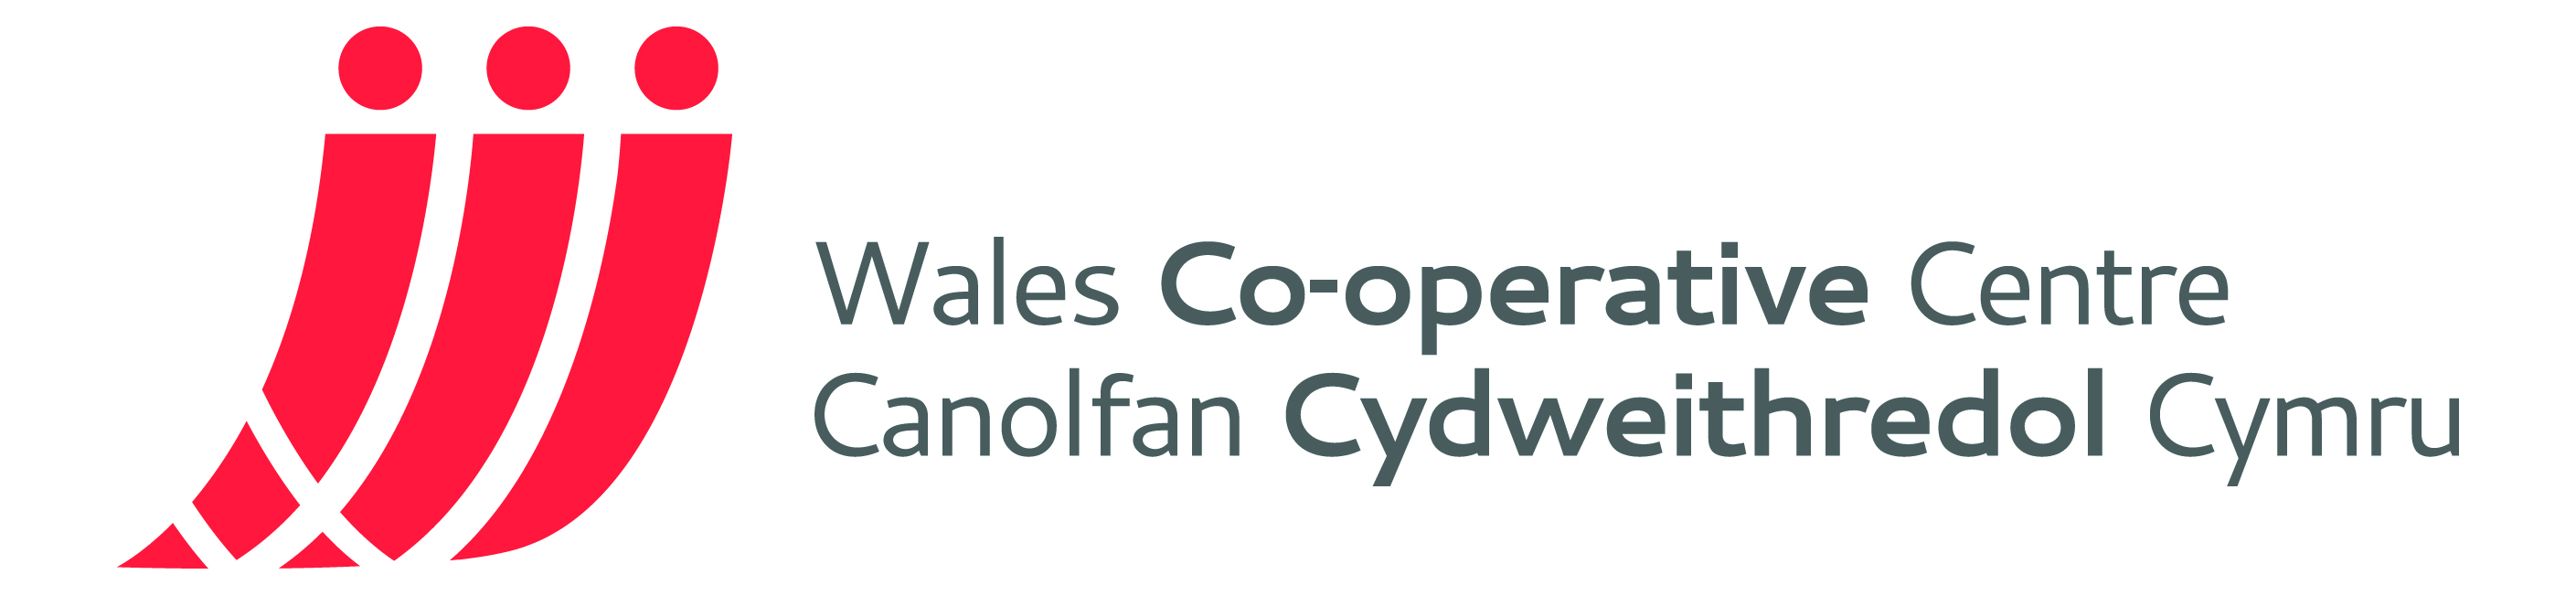 Wales Co-operative Centre
Canolfan Cydweithredol Cymru